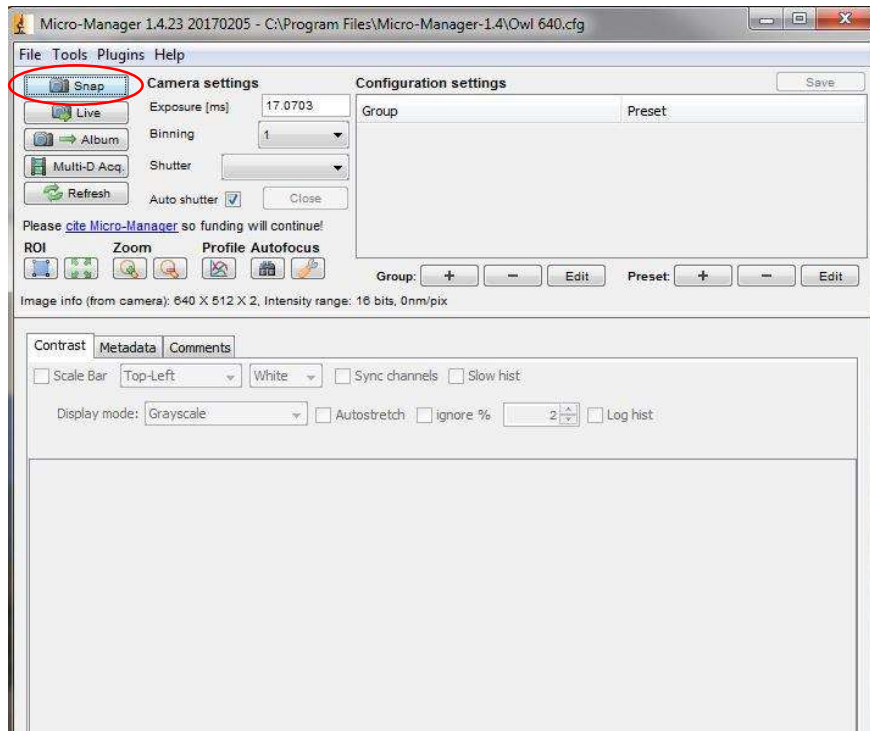 Micro-Manager 1.4.23 20170205 - C:\Program Files\Micro-Manager-1.4\Owl 640.cfg
File Tools Plugins Help
Snap
Live
Album
Multi-D Acq.
Refresh
Camera settings
Exposure [ms] 17.0703
Binning 1
Shutter
Auto shutter Close
Configuration settings Save
Group Preset
Please cite Micro-Manager so funding will continue!
ROI Zoom Profile Autofocus
Group: + - Edit Preset: + - Edit
Image info (from camera): 640 X 512 X 2, Intensity range: 16 bits, 0nm/pix
Contrast Metadata Comments
Scale Bar Top-Left White Sync channels Slow hist
Display mode: Grayscale Autostretch ignore % 2 Log hist